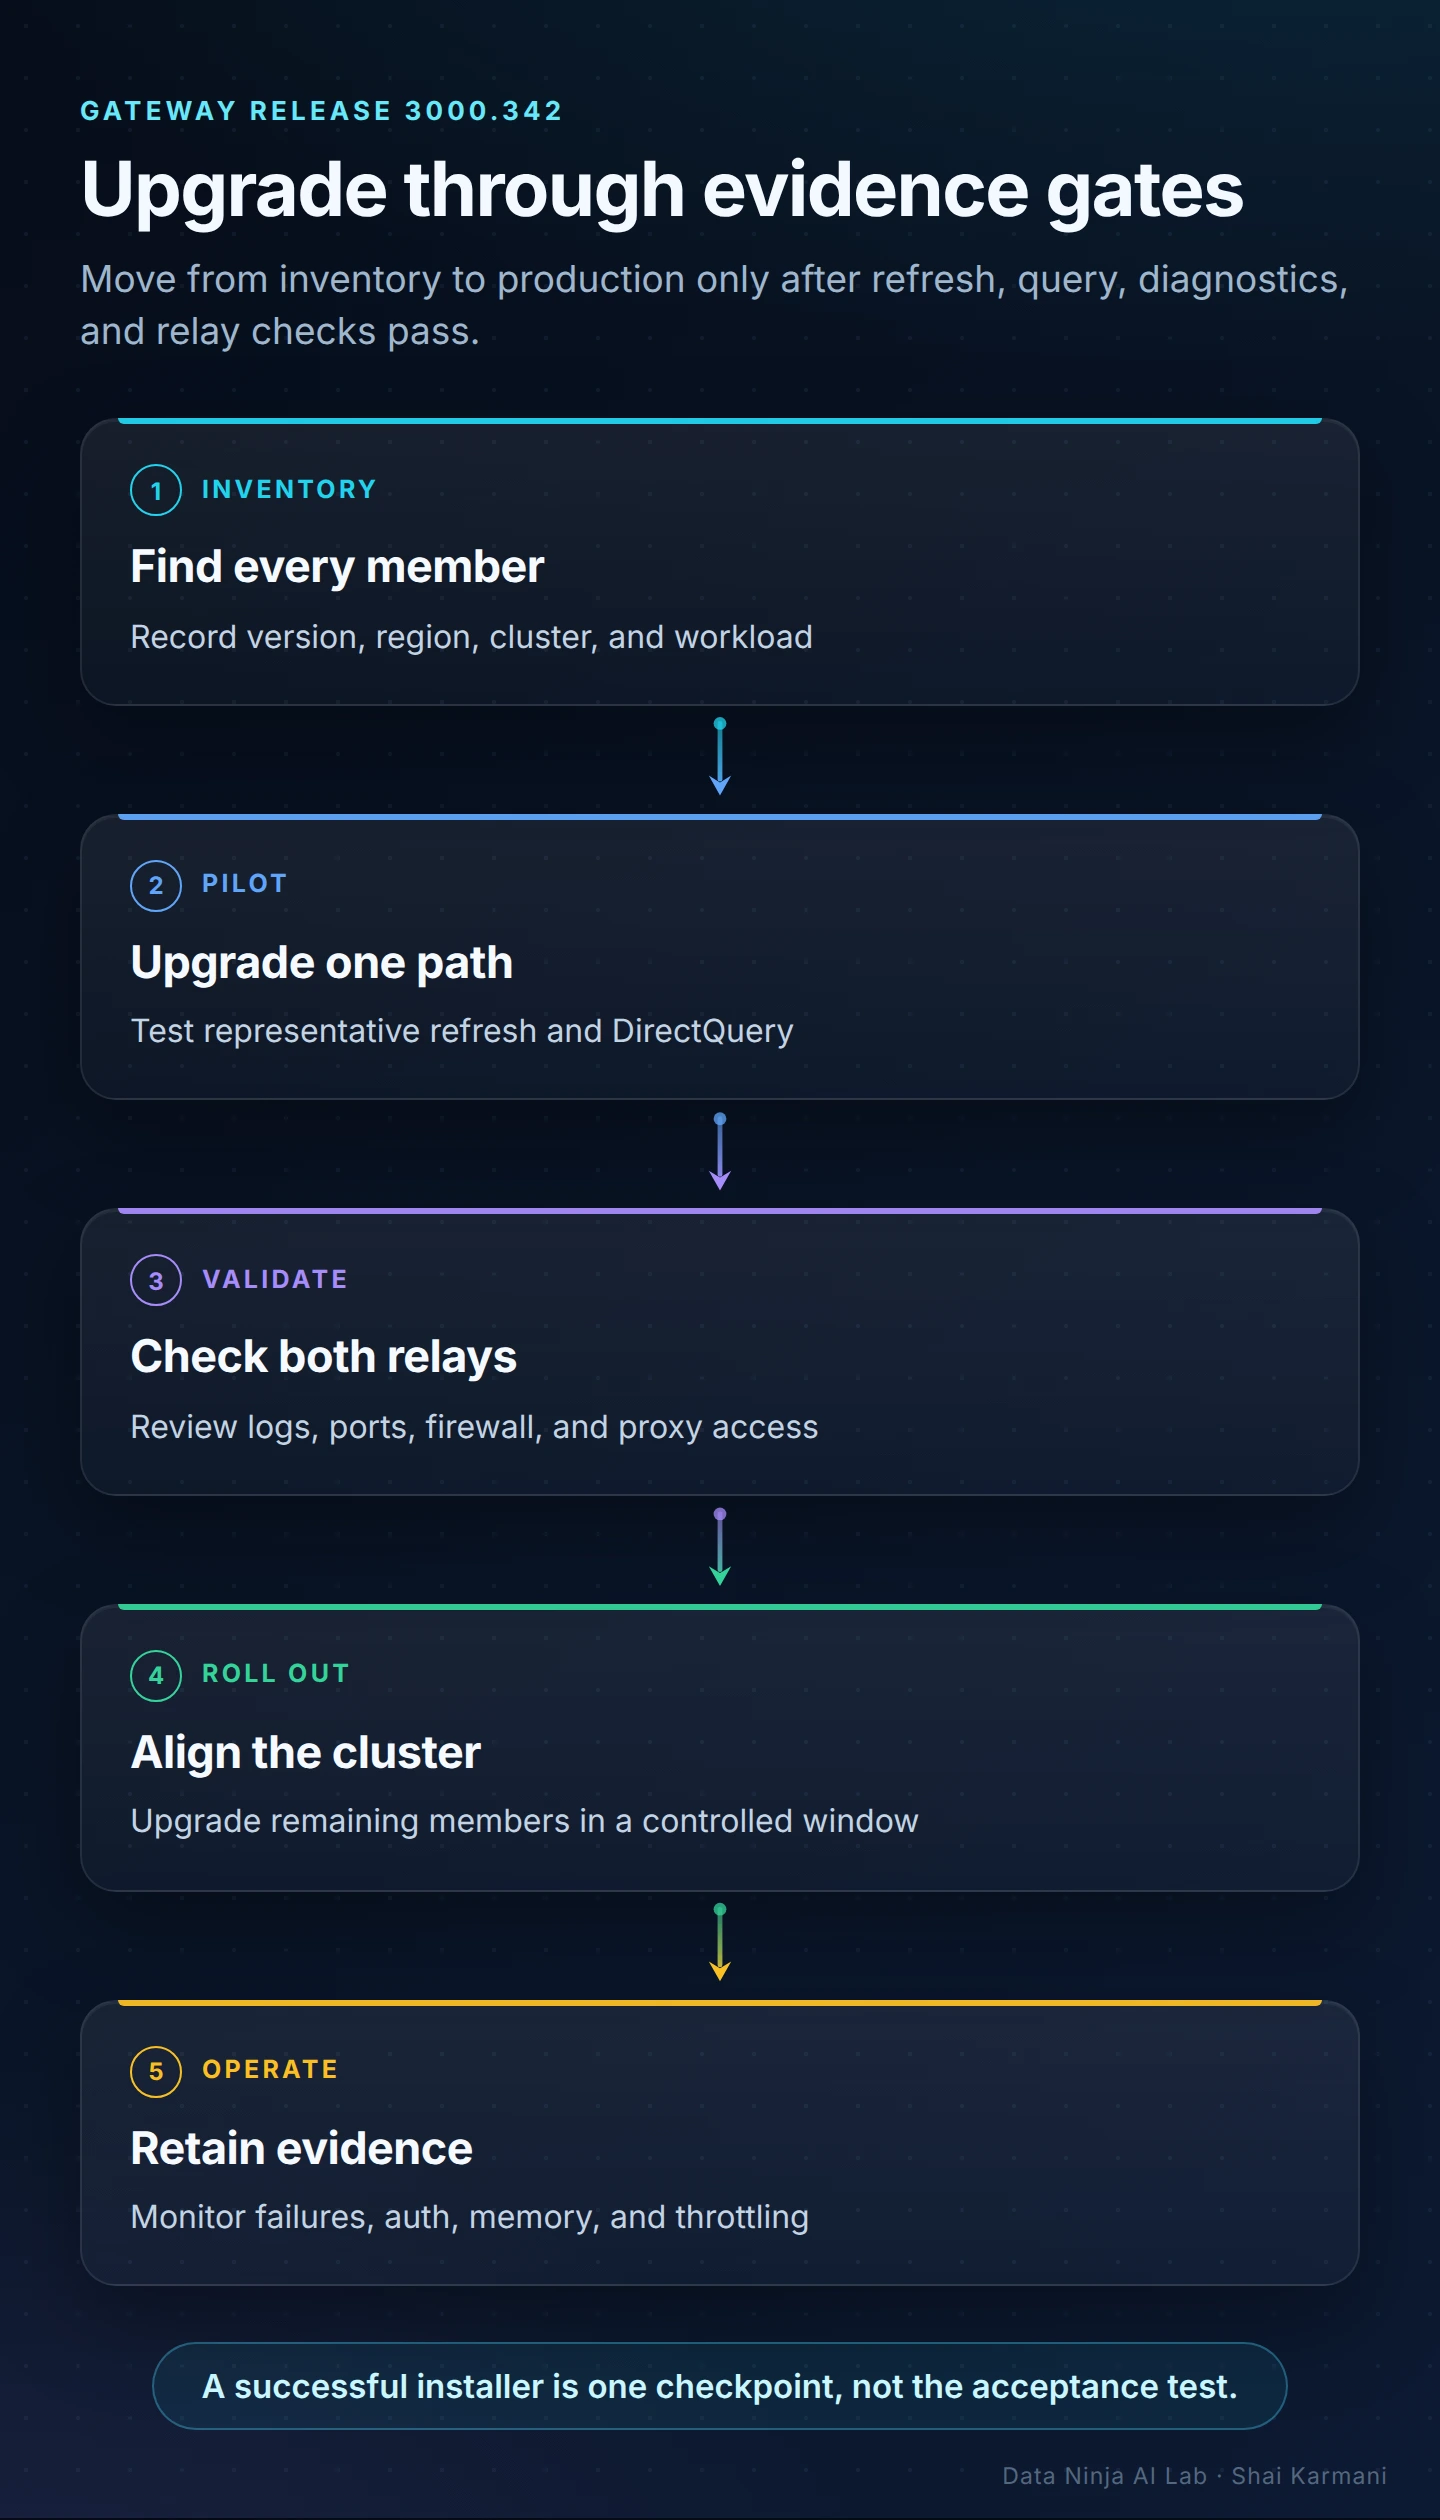 GATEWAY RELEASE 3000.342
Upgrade through evidence gates
Move from inventory to production only after refresh, query, diagnostics,
and relay checks pass.
1 INVENTORY
Find every member
Record version, region, cluster, and workload
2 PILOT
Upgrade one path
Test representative refresh and DirectQuery
3 VALIDATE
Check both relays
Review logs, ports, firewall, and proxy access
4 ROLL OUT
Align the cluster
Upgrade remaining members in a controlled window
5 OPERATE
Retain evidence
Monitor failures, auth, memory, and throttling
A successful installer is one checkpoint, not the acceptance test.
Data Ninja AI Lab · Shai Karmani